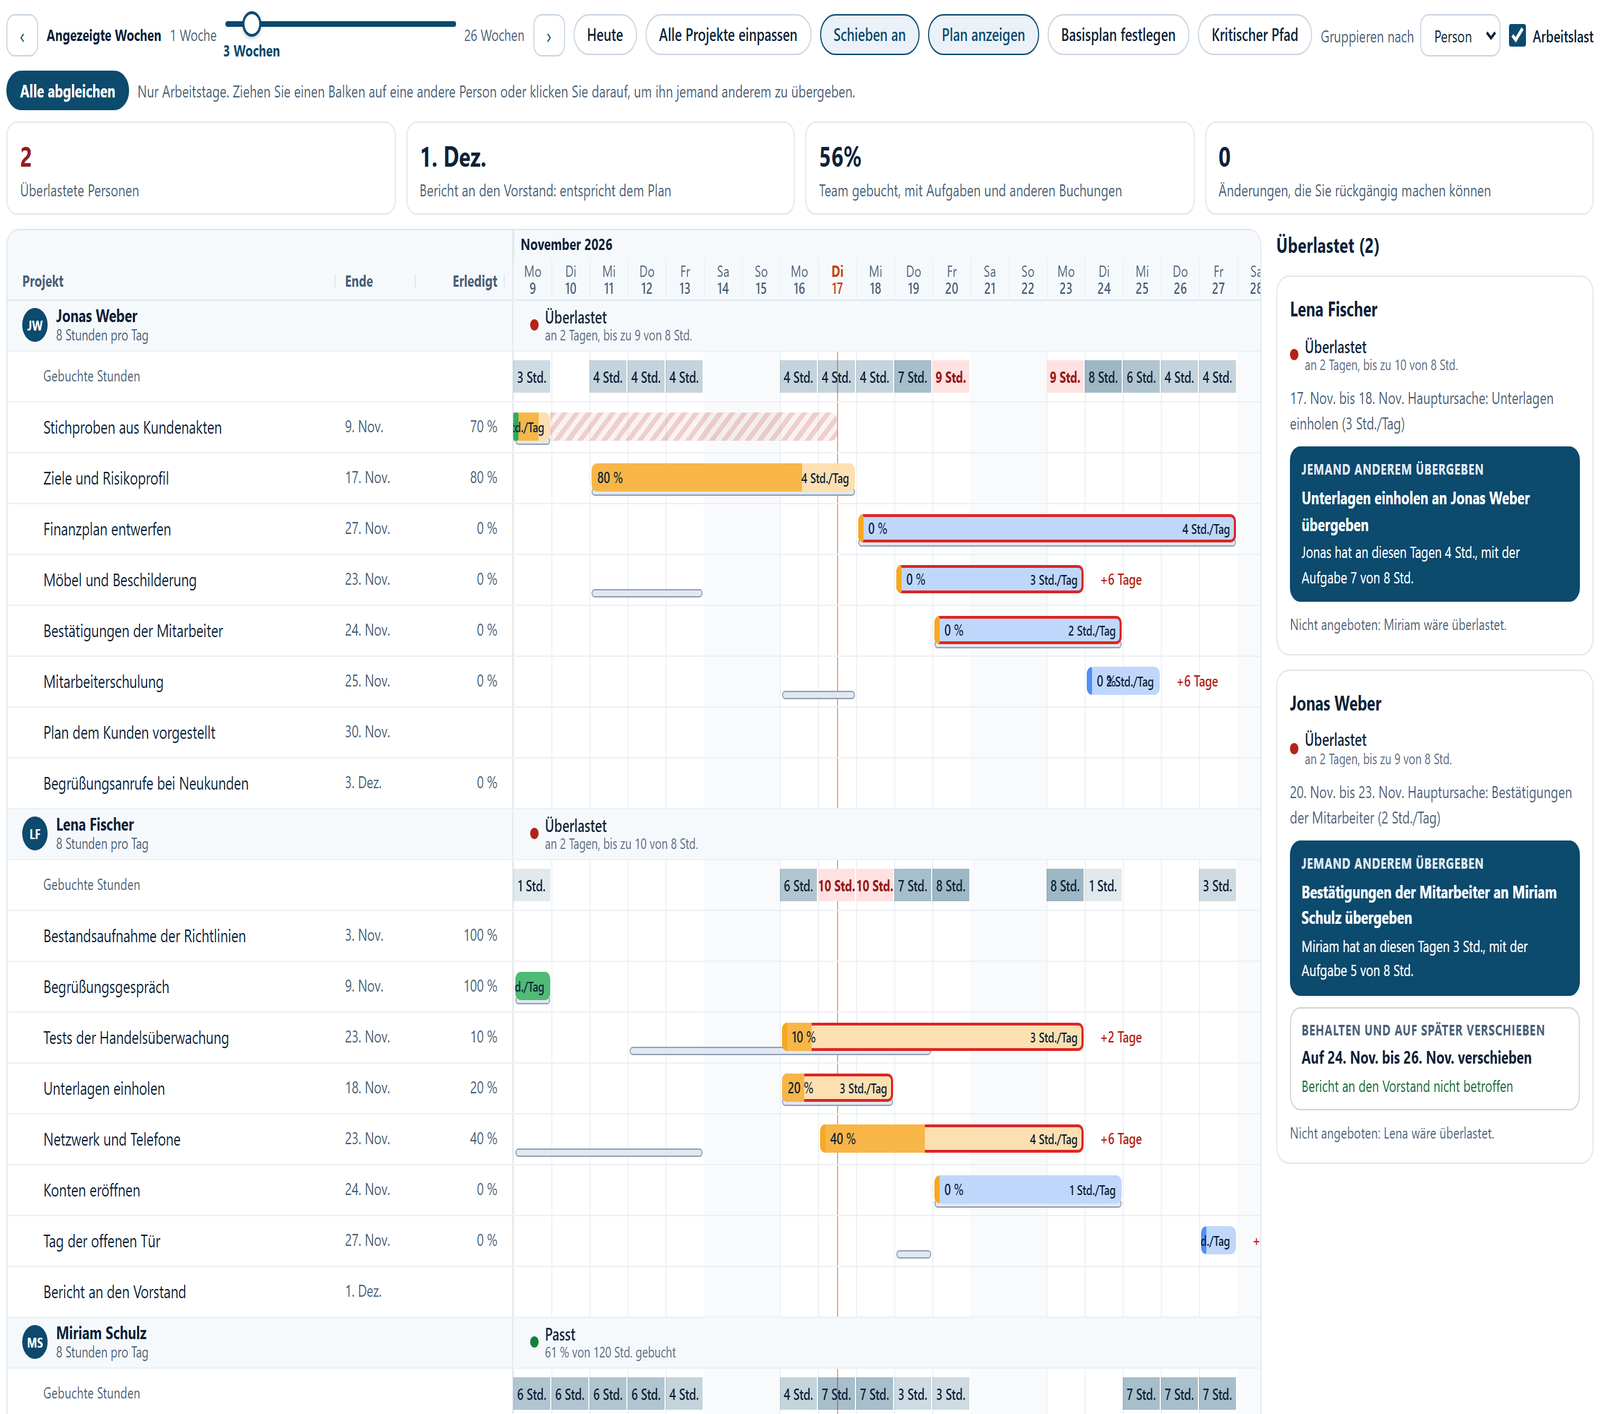 ‹ Angezeigte Wochen 1 Woche 26 Wochen › Heute Alle Projekte einpassen Schieben an Plan anzeigen Basisplan festlegen Kritischer Pfad Gruppieren nach Person Arbeitslast
3 Wochen
Alle abgleichen Nur Arbeitstage. Ziehen Sie einen Balken auf eine andere Person oder klicken Sie darauf, um ihn jemand anderem zu übergeben.
2
Überlastete Personen
1. Dez.
Bericht an den Vorstand: entspricht dem Plan
56%
Team gebucht, mit Aufgaben und anderen Buchungen
0
Änderungen, die Sie rückgängig machen können
November 2026
Projekt Ende Erledigt
Mo Di Mi Do Fr Sa So Mo Di Mi Do Fr Sa So Mo Di Mi Do Fr Sa
9 10 11 12 13 14 15 16 17 18 19 20 21 22 23 24 25 26 27 28
JW Jonas Weber
8 Stunden pro Tag
Überlastet
an 2 Tagen, bis zu 9 von 8 Std.
Gebuchte Stunden 3 Std. 4 Std. 4 Std. 4 Std. 4 Std. 4 Std. 4 Std. 7 Std. 9 Std. 9 Std. 8 Std. 6 Std. 4 Std. 4 Std.
Stichproben aus Kundenakten 9. Nov. 70 % d./Tag
Ziele und Risikoprofil 17. Nov. 80 % 80 % 4 Std./Tag
Finanzplan entwerfen 27. Nov. 0 % 0 % 4 Std./Tag
Möbel und Beschilderung 23. Nov. 0 % 0 % 3 Std./Tag +6 Tage
Bestätigungen der Mitarbeiter 24. Nov. 0 % 0 % 2 Std./Tag
Mitarbeiterschulung 25. Nov. 0 % 0 % Std./Tag +6 Tage
Plan dem Kunden vorgestellt 30. Nov.
Begrüßungsanrufe bei Neukunden 3. Dez. 0 %
LF Lena Fischer
8 Stunden pro Tag
Überlastet
an 2 Tagen, bis zu 10 von 8 Std.
Gebuchte Stunden 1 Std. 6 Std. 10 Std. 10 Std. 7 Std. 8 Std. 8 Std. 1 Std. 3 Std.
Bestandsaufnahme der Richtlinien 3. Nov. 100 %
Begrüßungsgespräch 9. Nov. 100 % d./Tag
Tests der Handelsüberwachung 23. Nov. 10 % 10 % 3 Std./Tag +2 Tage
Unterlagen einholen 18. Nov. 20 % 20 % 3 Std./Tag
Netzwerk und Telefone 23. Nov. 40 % 40 % 4 Std./Tag +6 Tage
Konten eröffnen 24. Nov. 0 % 0 % 1 Std./Tag
Tag der offenen Tür 27. Nov. 0 % d./Tag +
Bericht an den Vorstand 1. Dez.
MS Miriam Schulz
8 Stunden pro Tag
Passt
61 % von 120 Std. gebucht
Gebuchte Stunden 6 Std. 6 Std. 6 Std. 6 Std. 4 Std. 4 Std. 7 Std. 7 Std. 3 Std. 3 Std. 7 Std. 7 Std. 7 Std.
Überlastet (2)
Lena Fischer
Überlastet
an 2 Tagen, bis zu 10 von 8 Std.
17. Nov. bis 18. Nov. Hauptursache: Unterlagen
einholen (3 Std./Tag)
JEMAND ANDEREM ÜBERGEBEN
Unterlagen einholen an Jonas Weber
übergeben
Jonas hat an diesen Tagen 4 Std., mit der
Aufgabe 7 von 8 Std.
Nicht angeboten: Miriam wäre überlastet.
Jonas Weber
Überlastet
an 2 Tagen, bis zu 9 von 8 Std.
20. Nov. bis 23. Nov. Hauptursache: Bestätigungen
der Mitarbeiter (2 Std./Tag)
JEMAND ANDEREM ÜBERGEBEN
Bestätigungen der Mitarbeiter an Miriam
Schulz übergeben
Miriam hat an diesen Tagen 3 Std., mit der
Aufgabe 5 von 8 Std.
BEHALTEN UND AUF SPÄTER VERSCHIEBEN
Auf 24. Nov. bis 26. Nov. verschieben
Bericht an den Vorstand nicht betroffen
Nicht angeboten: Lena wäre überlastet.